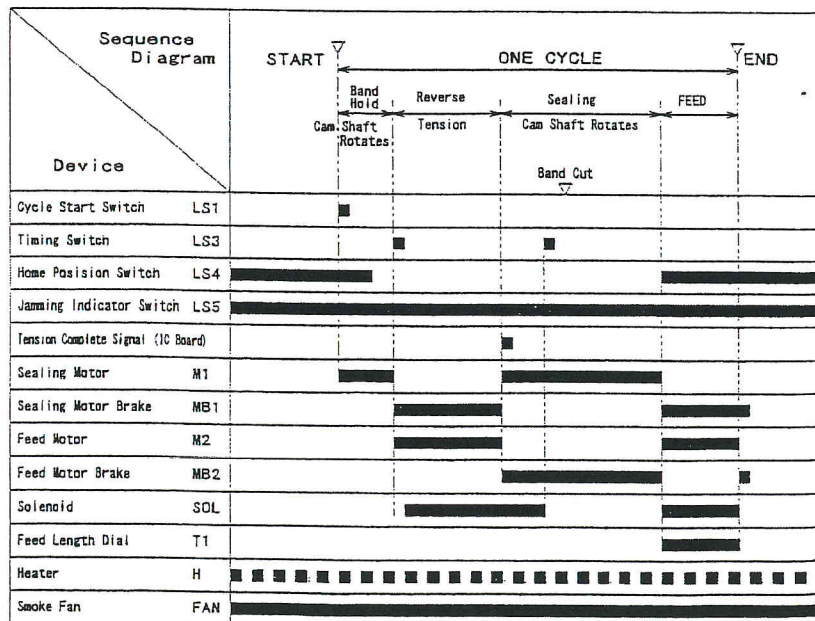 Sequence
Diagram
Device
START
ONE CYCLE
END
Band
Hold
Reverse
Sealing
FEED
Cam Shaft
Rotates
Tension
Cam Shaft Rotates
Band Cut
Cycle Start Switch LS1
Timing Switch LS3
Home Posision Switch LS4
Jamming Indicator Switch LS5
Tension Complete Signal (IC Board)
Sealing Motor M1
Sealing Motor Brake MB1
Feed Motor M2
Feed Motor Brake MB2
Solenoid SOL
Feed Length Dial T1
Heater H
Smoke Fan FAN